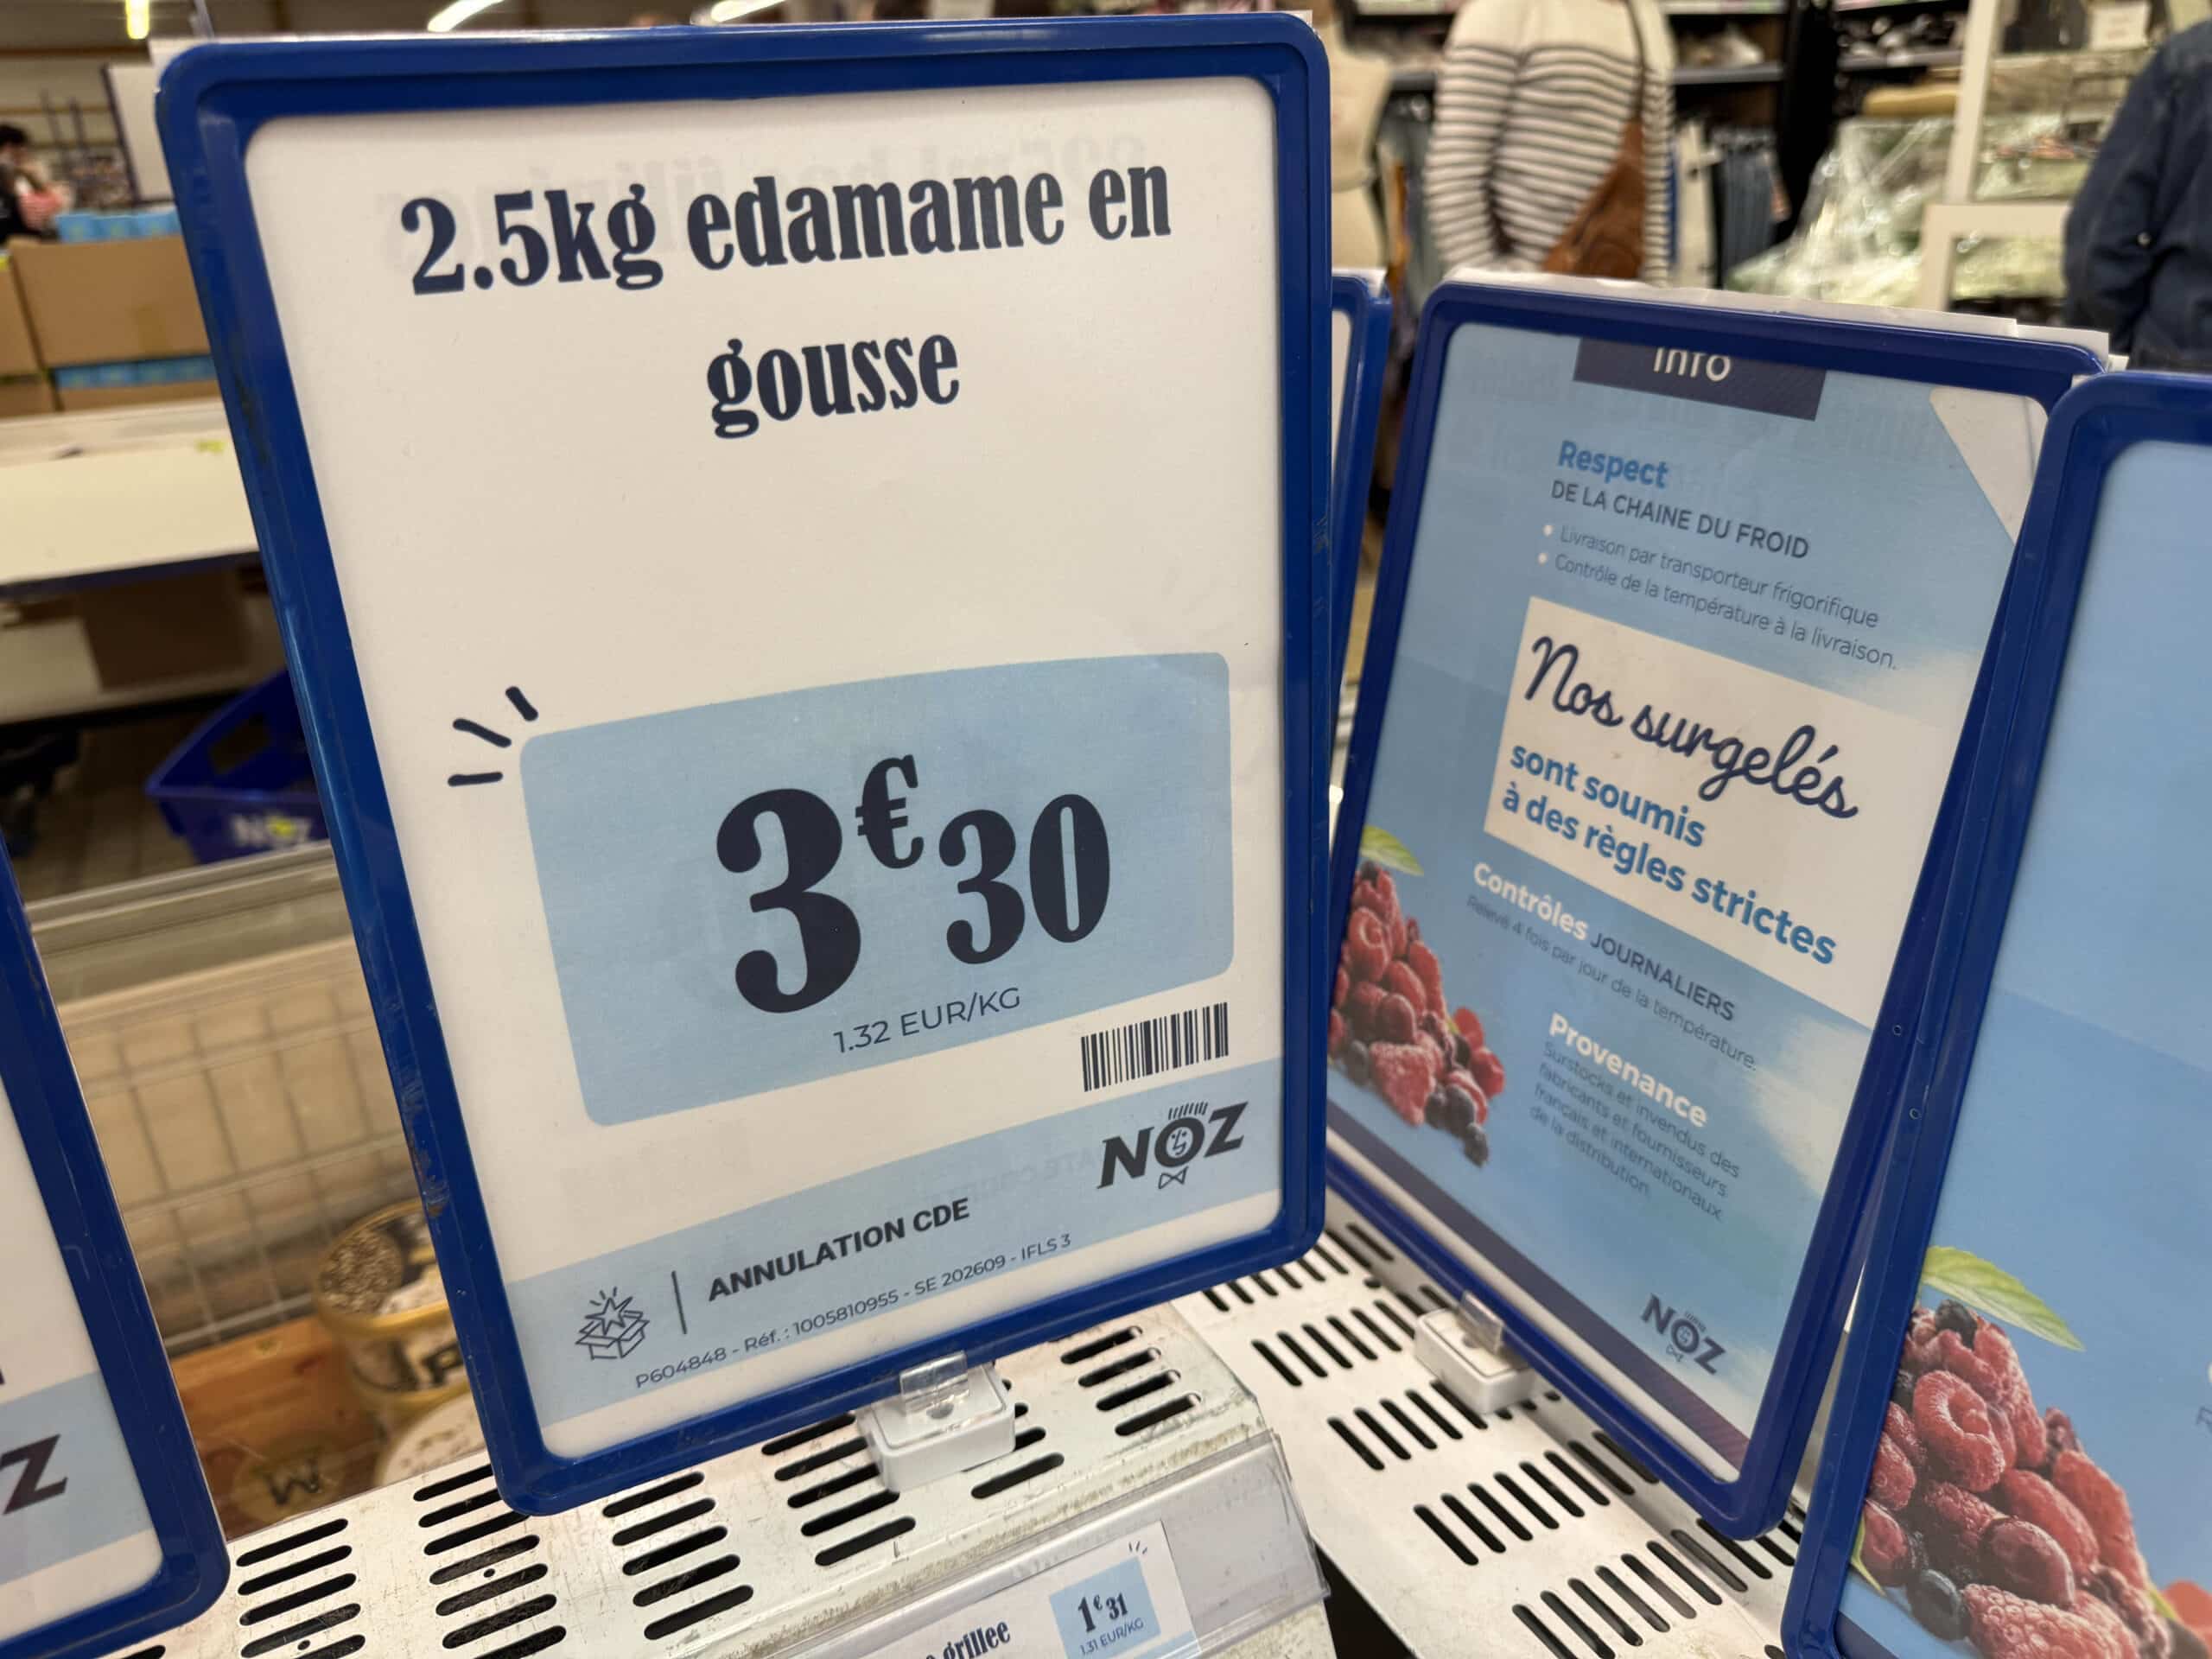 2.5kg edamame en
gousse
3€30
1.32 EUR/KG
NOZ
ANNULATION CDE
P604848 - Réf. : 1005810955 - SE 202609 - IFLS 3
Info
Respect
DE LA CHAINE DU FROID
• Livraison par transporteur frigorifique
• Contrôle de la température à la livraison.
Nos surgelés
sont soumis
à des règles strictes
Contrôles JOURNALIERS
Relevé 4 fois par jour de la température.
Provenance
Surstocks et invendus des
fabricants et fournisseurs
français et internationaux
de la distribution.
NOZ
NOZ
Z
grillee
1€31
1.31 EUR/KG